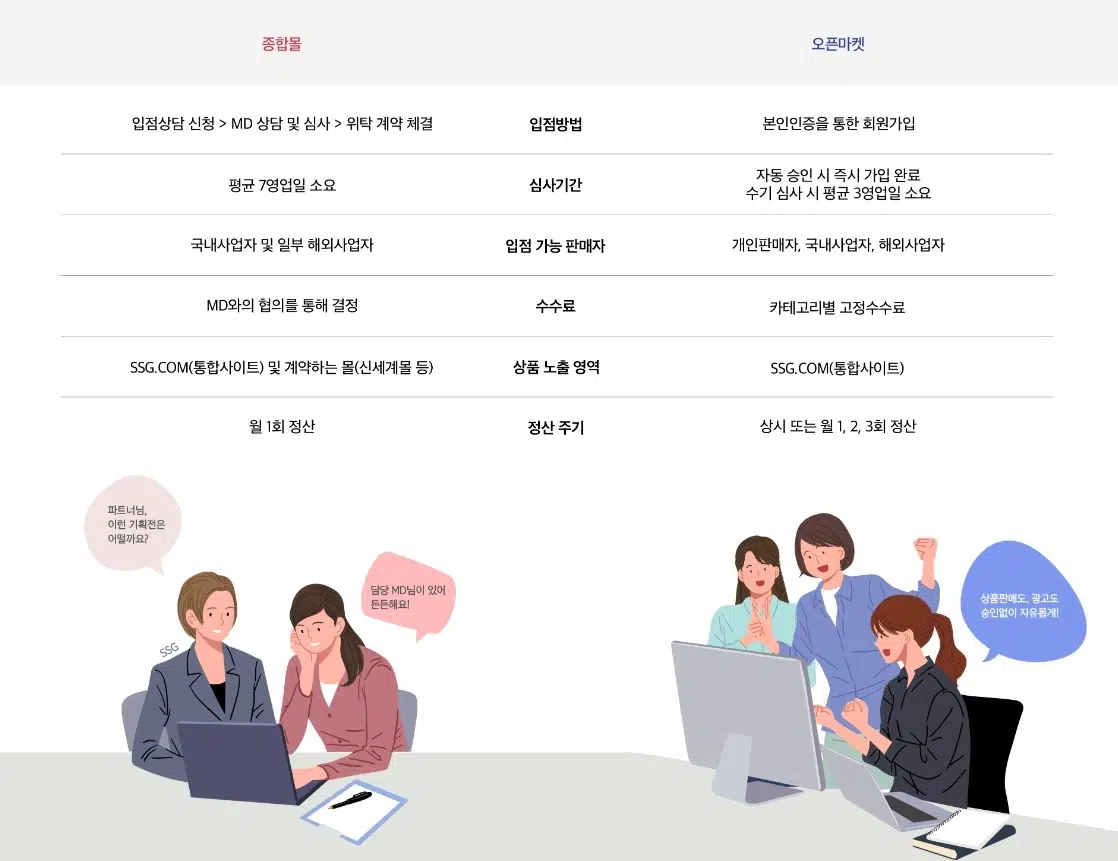 종합몰
오픈마켓
입점상담 신청 > MD 상담 및 심사 > 위탁 계약 체결
입점방법
본인인증을 통한 회원가입
평균 7영업일 소요
심사기간
자동 승인 시 즉시 가입 완료
수기 심사 시 평균 3영업일 소요
국내사업자 및 일부 해외사업자
입점 가능 판매자
개인판매자, 국내사업자, 해외사업자
MD와의 협의를 통해 결정
수수료
카테고리별 고정수수료
SSG.COM(통합사이트) 및 계약하는 몰(신세계몰 등)
상품 노출 영역
SSG.COM(통합사이트)
월 1회 정산
정산 주기
상시 또는 월 1, 2, 3회 정산
파트너님,
이런 기획전은
어떨까요?
담당 MD님이 있어
든든해요!
SSG
상품판매도, 광고도
승인없이 자유롭게!